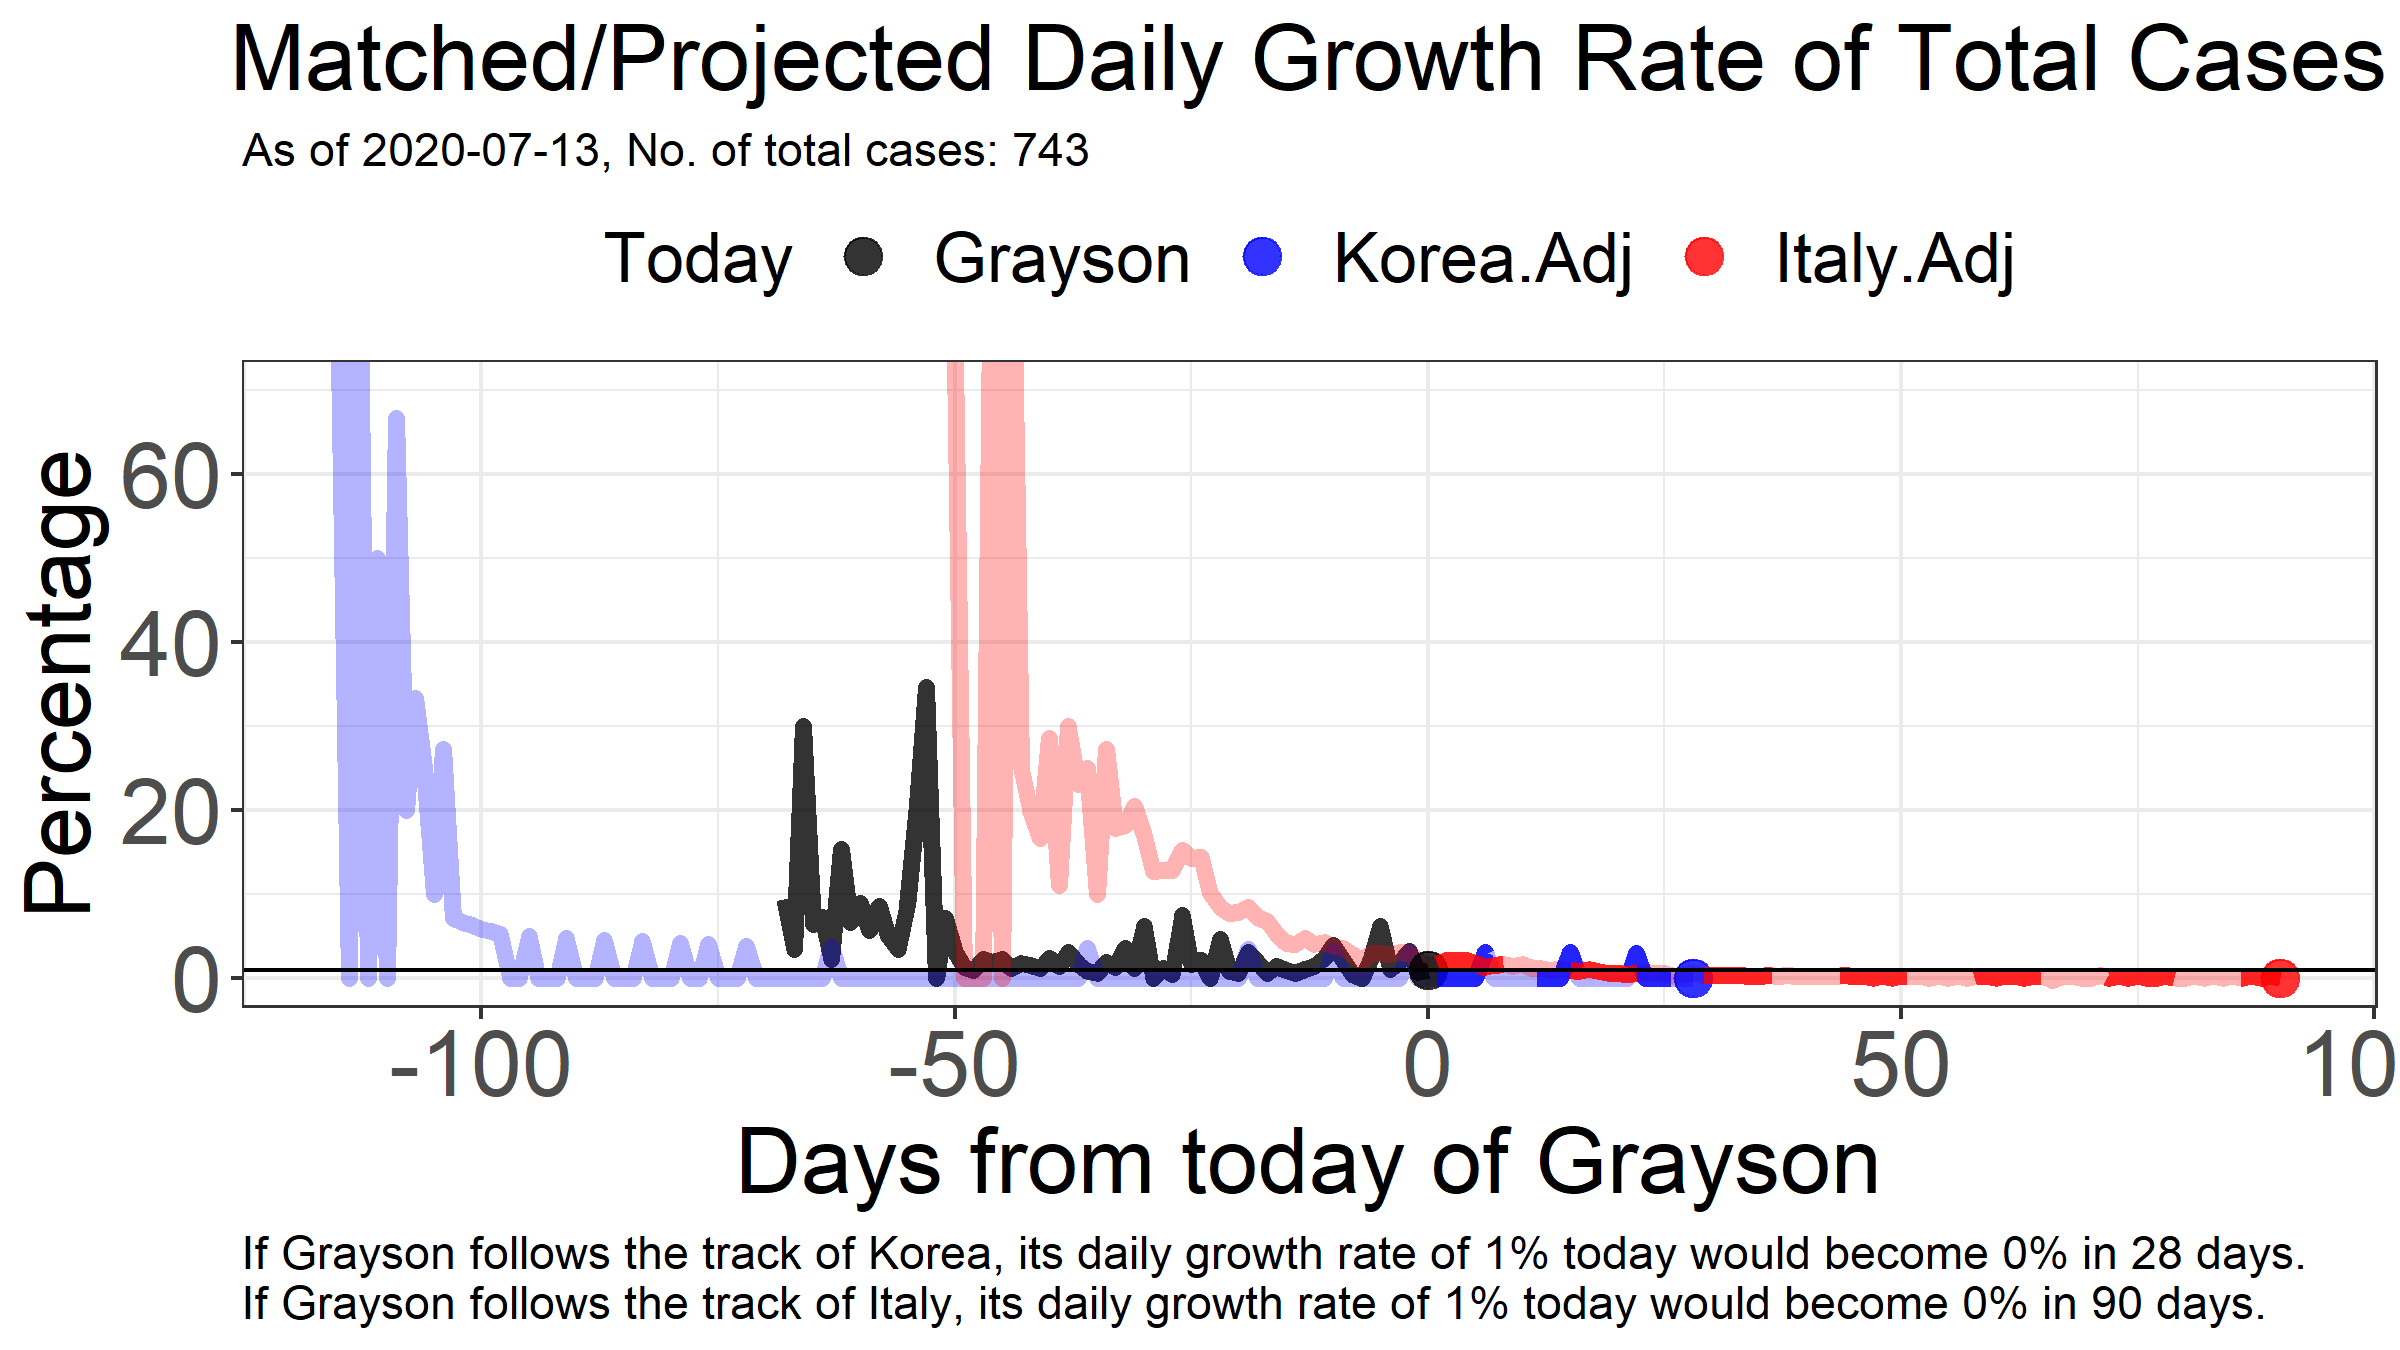 Matched/Projected Daily Growth Rate of Total Cases
As of 2020-07-13, No. of total cases: 743
Today Grayson Korea.Adj Italy.Adj
Percentage
60
40
20
0
-100 -50 0 50 10
Days from today of Grayson
If Grayson follows the track of Korea, its daily growth rate of 1% today would become 0% in 28 days.
If Grayson follows the track of Italy, its daily growth rate of 1% today would become 0% in 90 days.